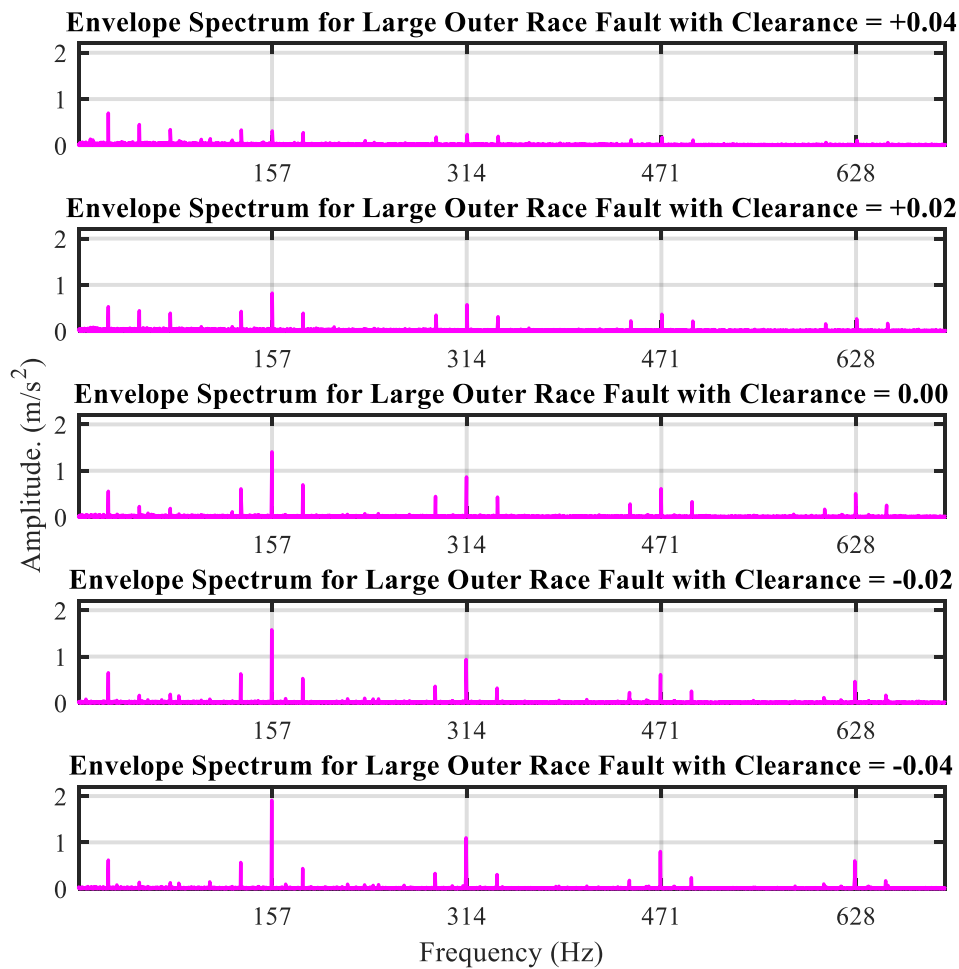 Envelope Spectrum for Large Outer Race Fault with Clearance = +0.04
2
1
0
157 314 471 628
Envelope Spectrum for Large Outer Race Fault with Clearance = +0.02
2
1
0
157 314 471 628
Envelope Spectrum for Large Outer Race Fault with Clearance = 0.00
2
1
0
157 314 471 628
Envelope Spectrum for Large Outer Race Fault with Clearance = -0.02
2
1
0
157 314 471 628
Envelope Spectrum for Large Outer Race Fault with Clearance = -0.04
2
1
0
157 314 471 628
Amplitude. (m/s²)
Frequency (Hz)